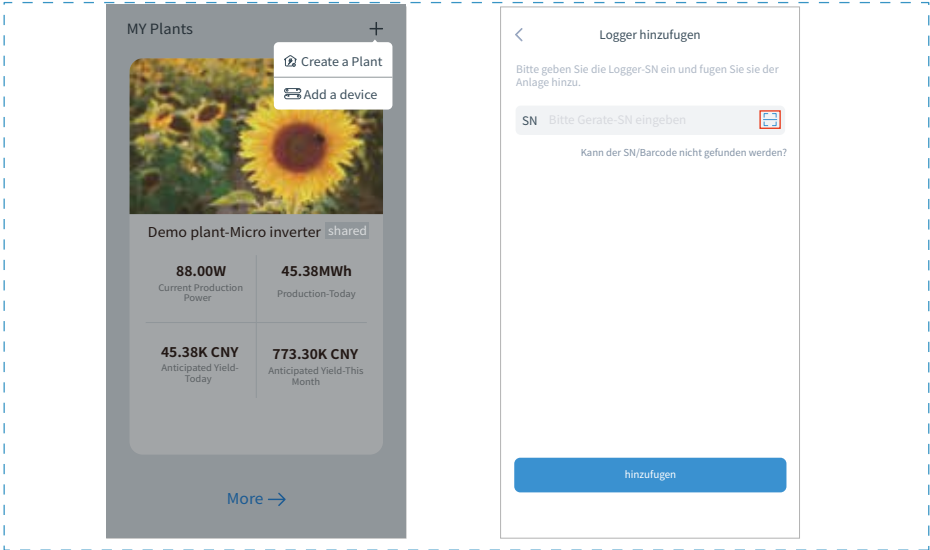 MY Plants
Create a Plant
Add a device
Demo plant-Micro inverter shared
88.00W
Current Production
Power
45.38MWh
Production-Today
45.38K CNY
Anticipated Yield-
Today
773.30K CNY
Anticipated Yield-This
Month
More
Logger hinzufugen
Bitte geben Sie die Logger-SN ein und fugen Sie sie der
Anlage hinzu.
SN Bitte Gerate-SN eingeben
Kann der SN/Barcode nicht gefunden werden?
hinzufugen